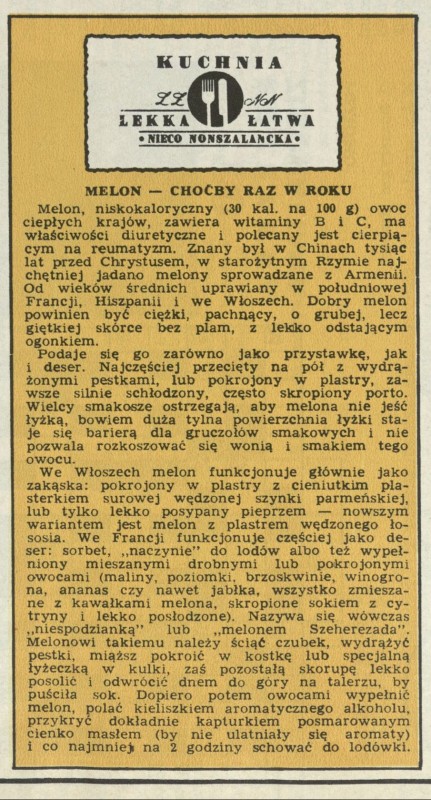 KUCHNIA
ŁŻ NN
LEKKA ŁATWA
• NIECO NONSZALANCKA •
MELON — CHOĆBY RAZ W ROKU
Melon, niskokaloryczny (30 kal. na 100 g) owoc
ciepłych krajów, zawiera witaminy B i C, ma
właściwości diuretyczne i polecany jest cierpią-
cym na reumatyzm. Znany był w Chinach tysiąc
lat przed Chrystusem, w starożytnym Rzymie naj-
chętniej jadano melony sprowadzane z Armenii.
Od wieków średnich uprawiany w południowej
Francji, Hiszpanii i we Włoszech. Dobry melon
powinien być ciężki, pachnący, o grubej, lecz
giętkiej skórce bez plam, z lekko odstającym
ogonkiem.
Podaje się go zarówno jako przystawkę, jak
i deser. Najczęściej przecięty na pół z wydrą-
żonymi pestkami, lub pokrojony w plastry, za-
wsze silnie schłodzony, często skropiony porto.
Wielcy smakosze ostrzegają, aby melona nie jeść
łyżką, bowiem duża tylna powierzchnia łyżki sta-
je się barierą dla gruczołów smakowych i nie
pozwala rozkoszować się wonią i smakiem tego
owocu.
We Włoszech melon funkcjonuje głównie jako
zakąska: pokrojony w plastry z cieniutkim pla-
sterkiem surowej wędzonej szynki parmeńskiej,
lub tylko lekko posypany pieprzem — nowszym
wariantem jest melon z plastrem wędzonego ło-
sosia. We Francji funkcjonuje częściej jako de-
ser: sorbet, „naczynie" do lodów albo też wypeł-
niony mieszanymi drobnymi lub pokrojonymi
owocami (maliny, poziomki, brzoskwinie, winogro-
na, ananas czy nawet jabłka, wszystko zmiesza-
ne z kawałkami melona, skropione sokiem z cy-
tryny i lekko posłodzone). Nazywa się wówczas
„niespodzianką" lub „melonem Szeherezada".
Melonowi takiemu należy ściąć czubek, wydrążyć
pestki, miąższ pokroić w kostkę lub specjalną
łyżeczką w kulki, zaś pozostałą skorupę lekko
posolić i odwrócić dnem do góry na talerzu, by
puściła sok. Dopiero potem owocami wypełnić
melon, polać kieliszkiem aromatycznego alkoholu,
przykryć dokładnie kapturkiem posmarowanym
cienko masłem (by nie ulatniały się aromaty)
i co najmniej na 2 godziny schować do lodówki.